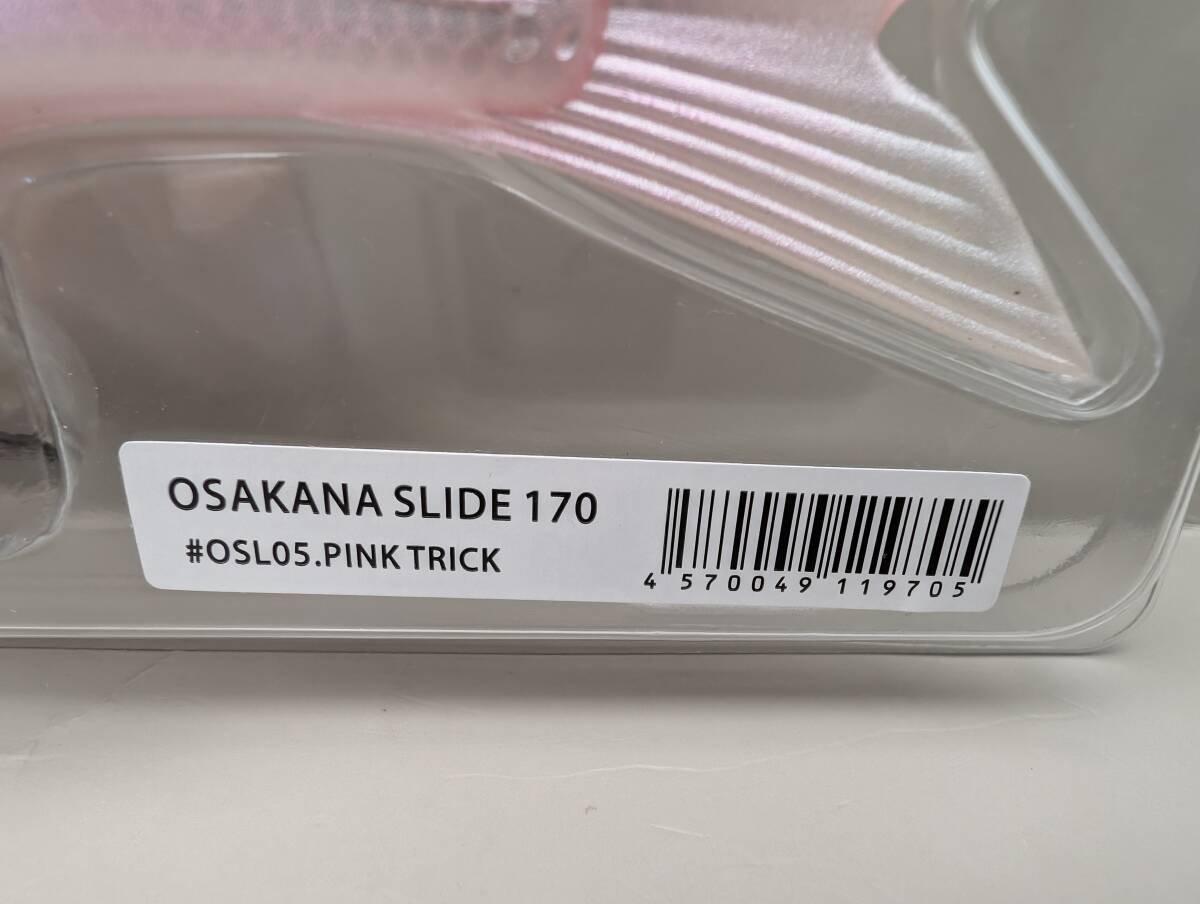 OSAKANA SLIDE 170
#OSL05.PINK TRICK
4 570049 119705